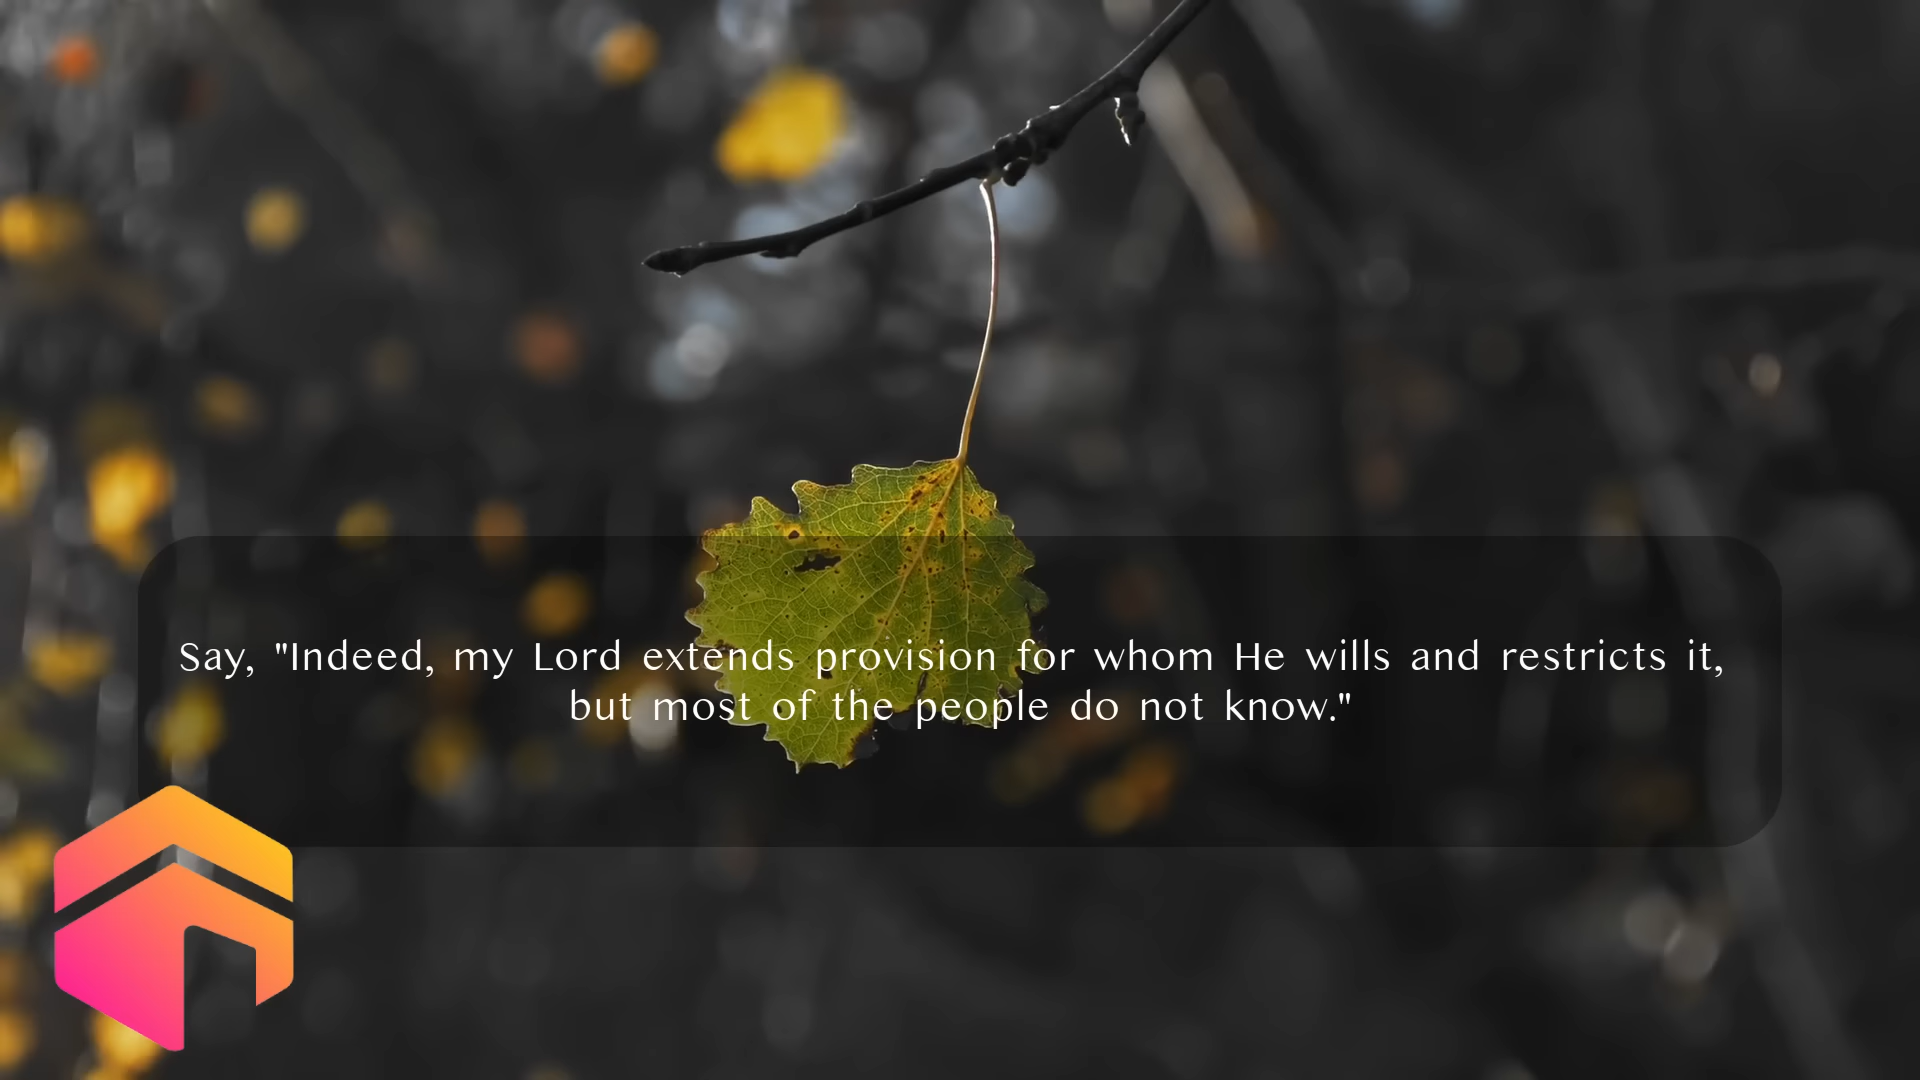 Say, "Indeed, my Lord extends provision for whom He wills and restricts it,
but most of the people do not know."